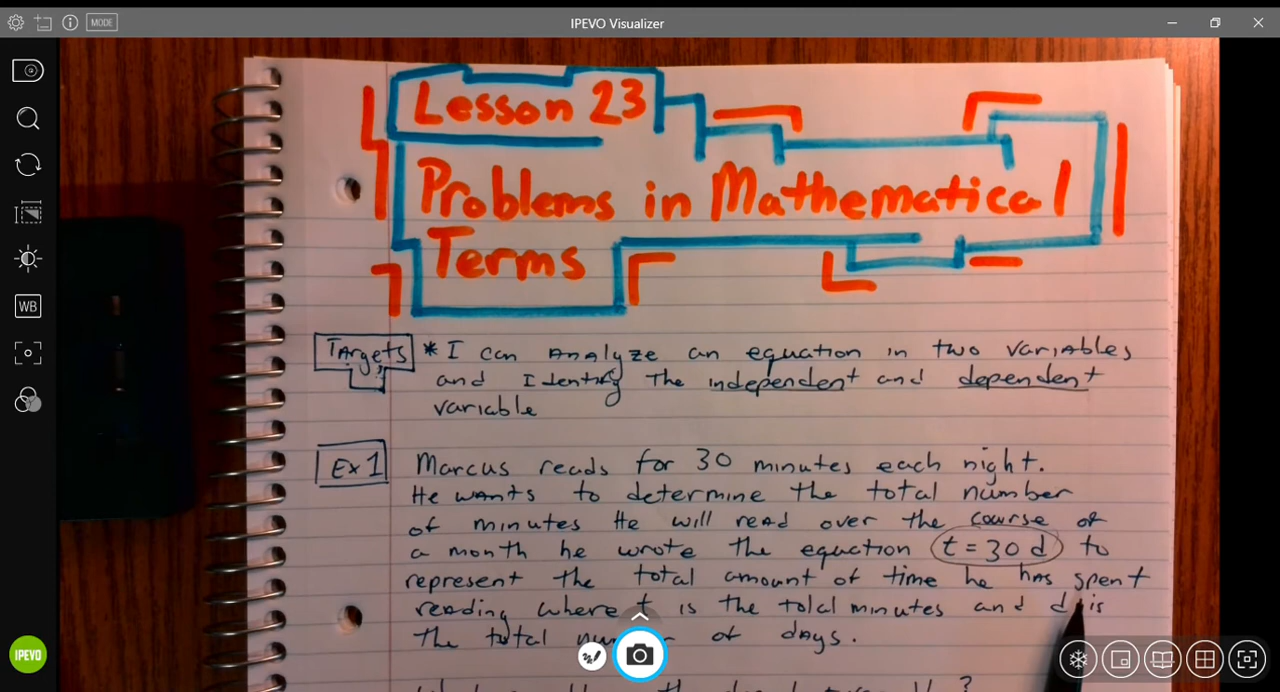 MODE
IPEVO Visualizer
WB
IPEVO
Lesson 23
Problems in Mathematical
Terms
TArgets * I can Analyze an equation in two variables
and Identify The independent and dependent
variable
Ex 1 Marcus reads for 30 minutes each night.
He wants to determine the total number
of minutes He will read over the course of
a month he wrote the equation t = 30 d to
represent the total amount of time he has spent
reading where t is the total minutes and d is
the total of days.